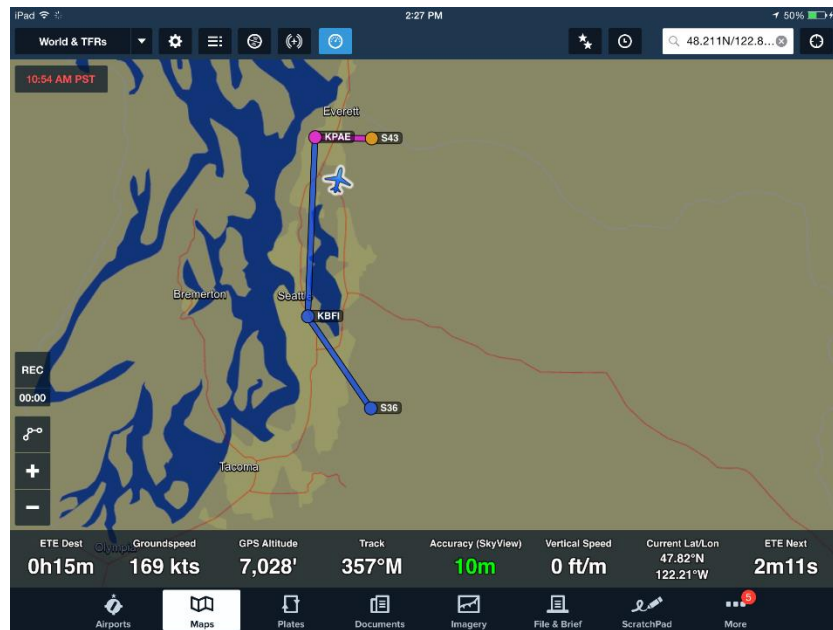 iPad
2:27 PM
50%
World & TFRs
48.211N/122.8...
10:54 AM PST
Everett
KPAE
S43
Bremerton
Seattle
KBFI
REC
00:00
S36
Tacoma
Olympia
ETE Dest
Groundspeed
GPS Altitude
Track
Accuracy (SkyView)
Vertical Speed
Current Lat/Lon
ETE Next
0h15m
169 kts
7,028'
357°M
10m
0 ft/m
47.82°N
122.21°W
2m11s
5
Airports
Maps
Plates
Documents
Imagery
File & Brief
ScratchPad
More